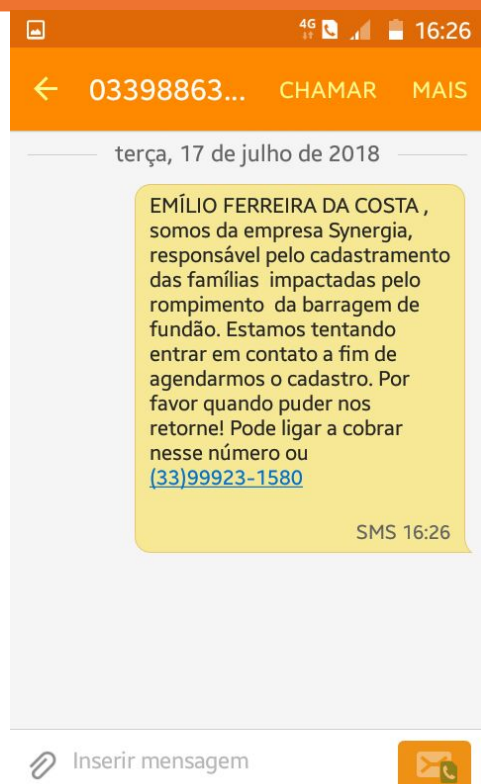 4G 16:26
03398863... CHAMAR MAIS
terça, 17 de julho de 2018
EMÍLIO FERREIRA DA COSTA ,
somos da empresa Synergia,
responsável pelo cadastramento
das famílias impactadas pelo
rompimento da barragem de
fundão. Estamos tentando
entrar em contato a fim de
agendarmos o cadastro. Por
favor quando puder nos
retorne! Pode ligar a cobrar
nesse número ou
(33)99923-1580
SMS 16:26
Inserir mensagem